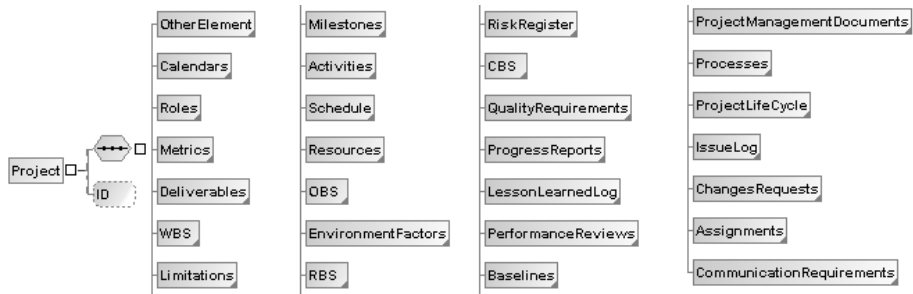 Project
ID
OtherElement
Calendars
Roles
Metrics
Deliverables
WBS
Limitations
Milestones
Activities
Schedule
Resources
OBS
EnvironmentFactors
RBS
RiskRegister
CBS
QualityRequirements
ProgressReports
LessonLearnedLog
PerformanceReviews
Baselines
ProjectManagementDocuments
Processes
ProjectLifeCycle
IssueLog
ChangesRequests
Assignments
CommunicationRequirements